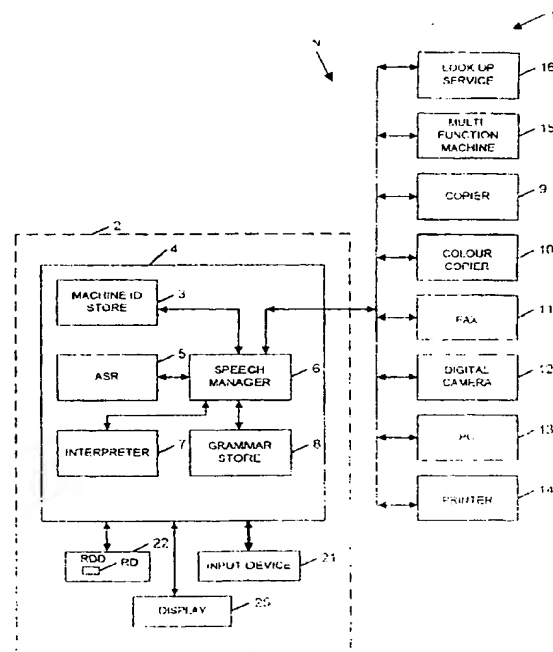 1
N
LOOK UP
SERVICE
16
MULTI
FUNCTION
MACHINE
15
COPIER
9
COLOUR
COPIER
10
FAX
11
DIGITAL
CAMERA
12
PC
13
PRINTER
14
2
4
MACHINE ID
STORE
3
ASR
5
SPEECH
MANAGER
6
INTERPRETER
7
GRAMMAR
STORE
8
22
RDD
RD
INPUT DEVICE
21
DISPLAY
20